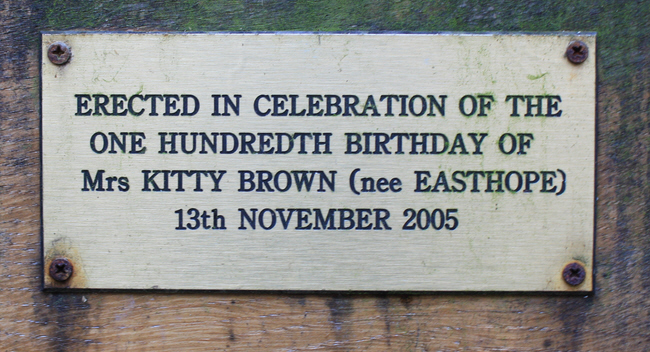 ERECTED IN CELEBRATION OF THE
ONE HUNDREDTH BIRTHDAY OF
Mrs KITTY BROWN (nee EASTHOPE)
13th NOVEMBER 2005